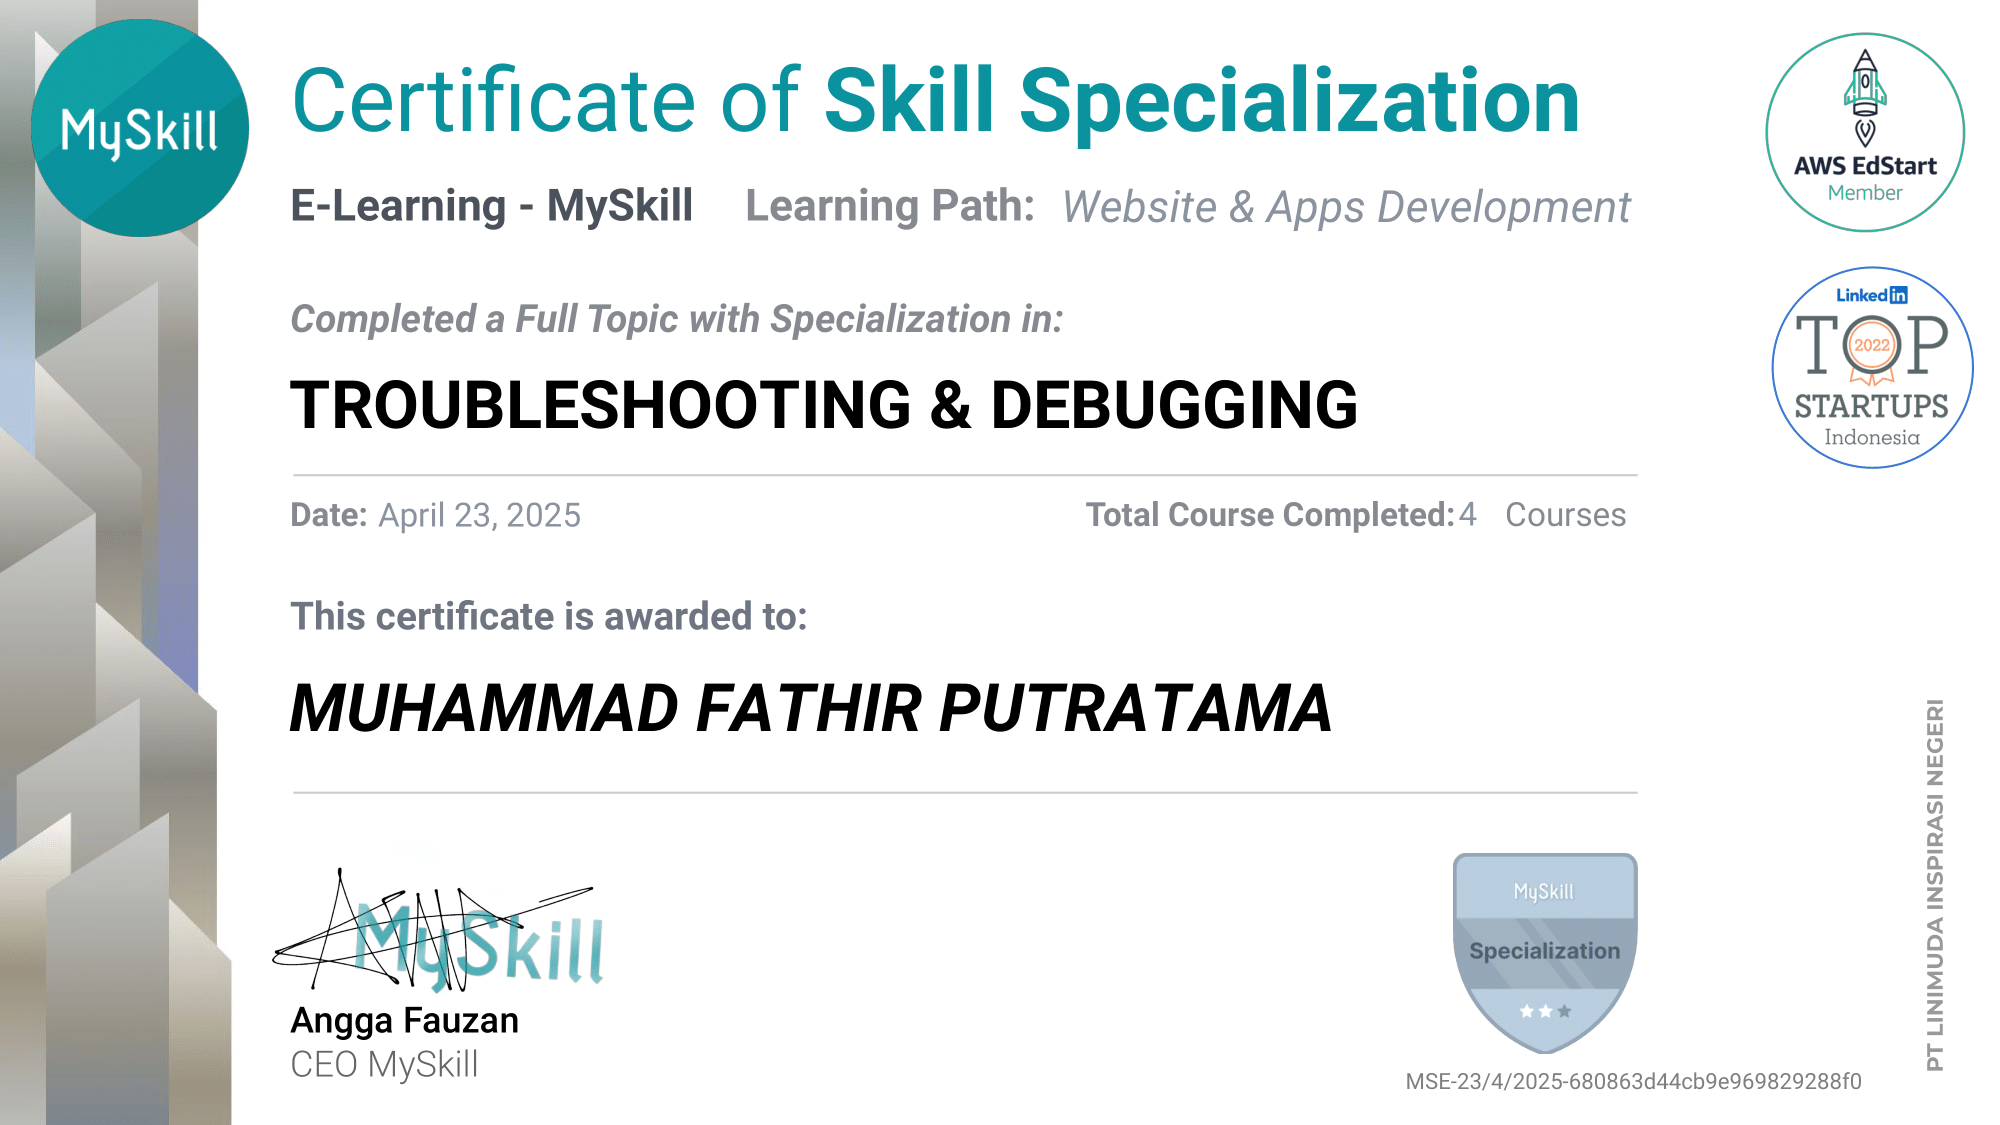 MySkill
Certificate of Skill Specialization
E-Learning - MySkill Learning Path: Website & Apps Development
Completed a Full Topic with Specialization in:
TROUBLESHOOTING & DEBUGGING
Date: April 23, 2025 Total Course Completed: 4 Courses
This certificate is awarded to:
MUHAMMAD FATHIR PUTRATAMA
MySkill
Angga Fauzan
CEO MySkill
MySkill
Specialization
MSE-23/4/2025-680863d44cb9e969829288f0
AWS EdStart
Member
Linked in
TOP
2022
STARTUPS
Indonesia
PT LINIMUDA INSPIRASI NEGERI